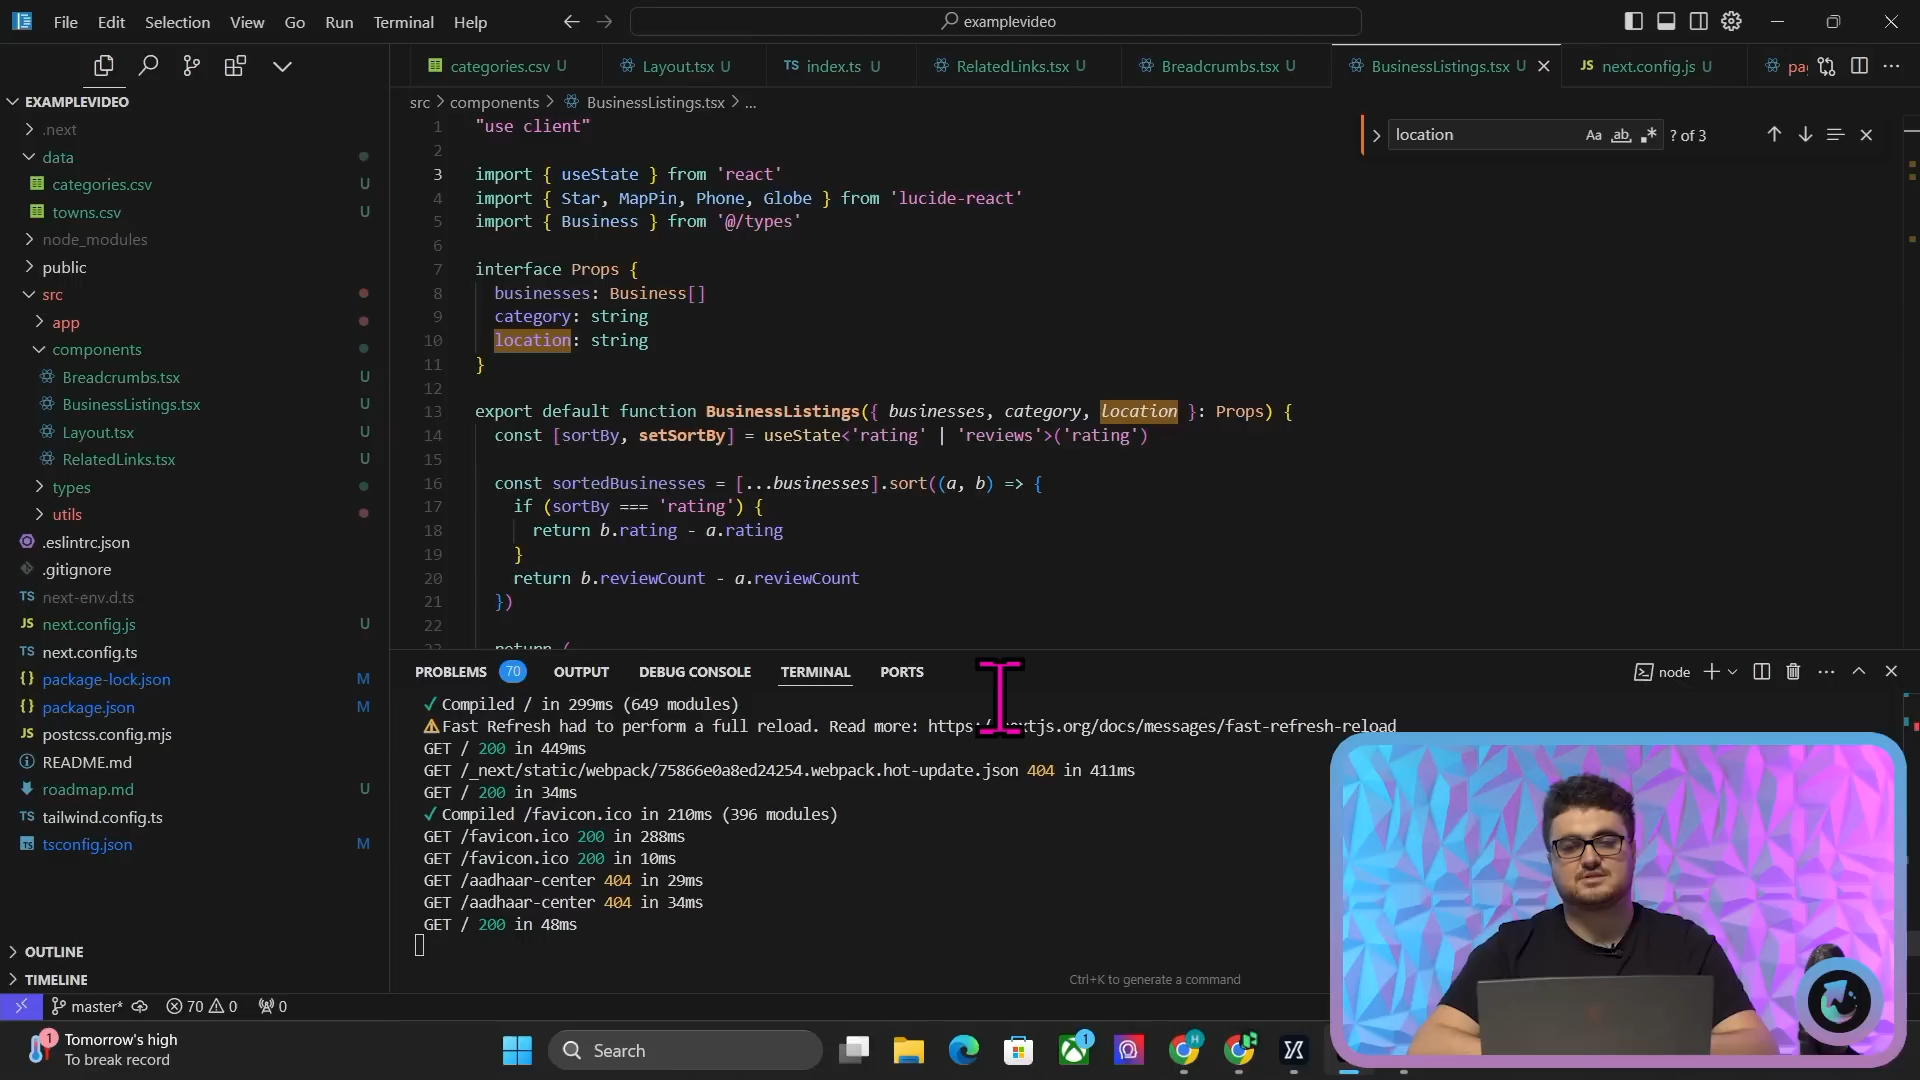 File Edit Selection View Go Run Terminal Help
examplevideo
categories.csv U
Layout.tsx U
TS index.ts U
RelatedLinks.tsx U
Breadcrumbs.tsx U
BusinessListings.tsx U
JS next.config.js U
src > components > BusinessListings.tsx > ...
location Aa ab ? of 3
EXAMPLEVIDEO
.next
data
categories.csv U
towns.csv U
node_modules
public
src
app
components
Breadcrumbs.tsx U
BusinessListings.tsx U
Layout.tsx U
RelatedLinks.tsx U
types
utils
.eslintrc.json
.gitignore
TS next-env.d.ts
JS next.config.js U
TS next.config.ts
{} package-lock.json M
{} package.json M
JS postcss.config.mjs
README.md
roadmap.md U
TS tailwind.config.ts
tsconfig.json M
OUTLINE
TIMELINE
1 "use client"
2
3 import { useState } from 'react'
4 import { Star, MapPin, Phone, Globe } from 'lucide-react'
5 import { Business } from '@/types'
6
7 interface Props {
8 businesses: Business[]
9 category: string
10 location: string
11 }
12
13 export default function BusinessListings({ businesses, category, location }: Props) {
14 const [sortBy, setSortBy] = useState<'rating' | 'reviews'>('rating')
15
16 const sortedBusinesses = [...businesses].sort((a, b) => {
17 if (sortBy === 'rating') {
18 return b.rating - a.rating
19 }
20 return b.reviewCount - a.reviewCount
21 })
22
return (
PROBLEMS 70 OUTPUT DEBUG CONSOLE TERMINAL PORTS
node
✓ Compiled / in 299ms (649 modules)
⚠ Fast Refresh had to perform a full reload. Read more: https://nextjs.org/docs/messages/fast-refresh-reload
GET / 200 in 449ms
GET /_next/static/webpack/75866e0a8ed24254.webpack.hot-update.json 404 in 411ms
GET / 200 in 34ms
✓ Compiled /favicon.ico in 210ms (396 modules)
GET /favicon.ico 200 in 288ms
GET /favicon.ico 200 in 10ms
GET /aadhaar-center 404 in 29ms
GET /aadhaar-center 404 in 34ms
GET / 200 in 48ms
Ctrl+K to generate a command
master* 70 0 0
1 Tomorrow's high
To break record
Search
1
H